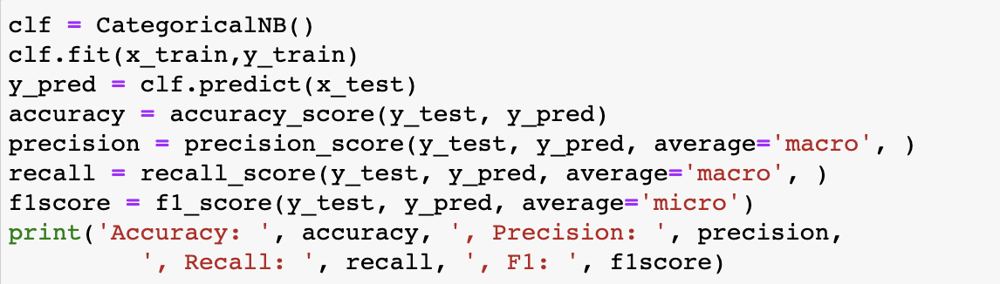 clf = CategoricalNB()
clf.fit(x_train,y_train)
y_pred = clf.predict(x_test)
accuracy = accuracy_score(y_test, y_pred)
precision = precision_score(y_test, y_pred, average='macro', )
recall = recall_score(y_test, y_pred, average='macro', )
f1score = f1_score(y_test, y_pred, average='micro')
print('Accuracy: ', accuracy, ', Precision: ', precision,
         ', Recall: ', recall, ', F1: ', f1score)